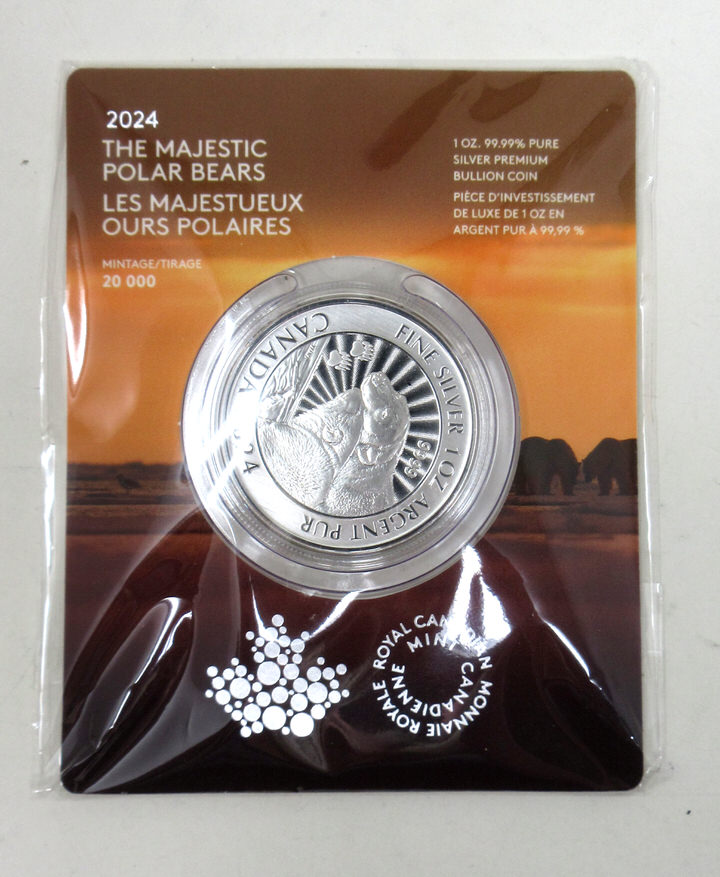 2024
THE MAJESTIC
POLAR BEARS
LES MAJESTUEUX
OURS POLAIRES
MINTAGE/TIRAGE
20 000
1 OZ. 99.99% PURE
SILVER PREMIUM
BULLION COIN
PIÈCE D'INVESTISSEMENT
DE LUXE DE 1 OZ EN
ARGENT PUR À 99,99 %
CANADA
FINE SILVER 1 OZ ARGENT PUR
9999
ROYAL CANADIAN MINT
MONNAIE ROYALE CANADIENNE